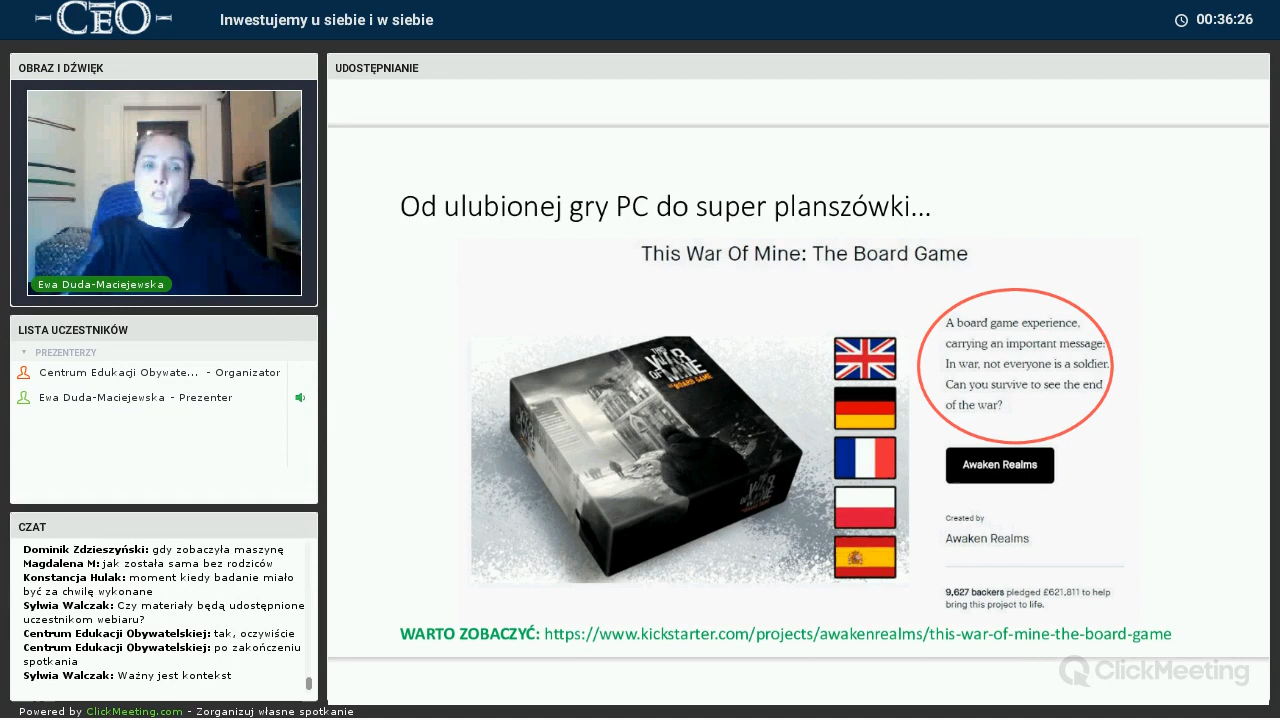 CEO
Inwestujemy u siebie i w siebie
00:36:26
OBRAZ I DŹWIĘK
Ewa Duda-Maciejewska
LISTA UCZESTNIKÓW
PREZENTERZY
Centrum Edukacji Obywate... - Organizator
Ewa Duda-Maciejewska - Prezenter
CZAT
Dominik Zdzieszyński: gdy zobaczyła maszynę
Magdalena M: jak została sama bez rodziców
Konstancja Hulak: moment kiedy badanie miało
być za chwilę wykonane
Sylwia Walczak: Czy materiały będą udostępnione
uczestnikom webiaru?
Centrum Edukacji Obywatelskiej: tak, oczywiście
Centrum Edukacji Obywatelskiej: po zakończeniu
spotkania
Sylwia Walczak: Ważny jest kontekst
Powered by ClickMeeting.com - Zorganizuj własne spotkanie
UDOSTĘPNIANIE
Od ulubionej gry PC do super planszówki...
This War Of Mine: The Board Game
THIS
WAR
OF MINE
THE BOARD GAME
A board game experience,
carrying an important message:
In war, not everyone is a soldier.
Can you survive to see the end
of the war?
Awaken Realms
Created by
Awaken Realms
9,627 backers pledged £621,811 to help
bring this project to life.
WARTO ZOBACZYĆ: https://www.kickstarter.com/projects/awakenrealms/this-war-of-mine-the-board-game
ClickMeeting